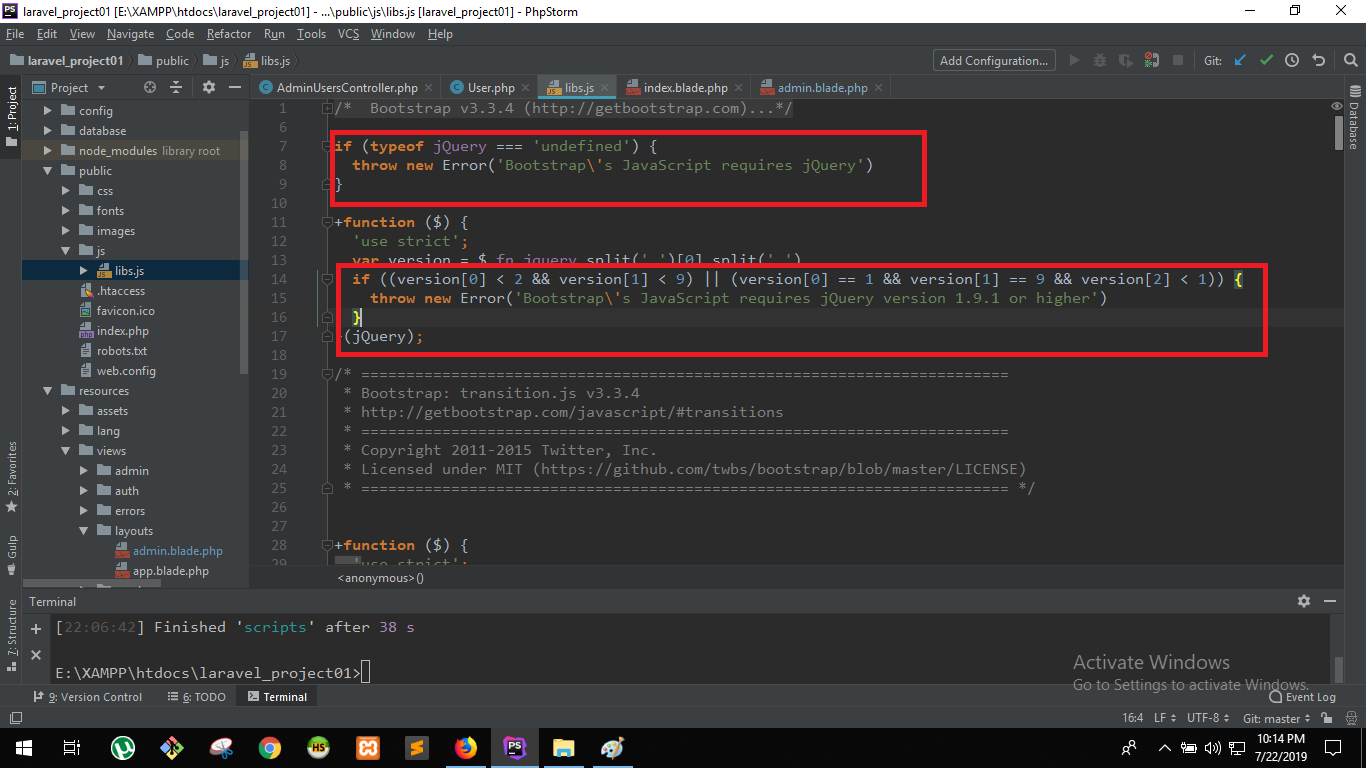 laravel_project01 [E:\XAMPP\htdocs\laravel_project01] - ...\public\js\libs.js [laravel_project01] - PhpStorm
File Edit View Navigate Code Refactor Run Tools VCS Window Help
laravel_project01 public js libs.js Add Configuration... Git:
Project
AdminUsersController.php User.php libs.js index.blade.php admin.blade.php
1: Project
config
database
node_modules library root
public
css
fonts
images
js
libs.js
.htaccess
favicon.ico
index.php
robots.txt
web.config
resources
assets
lang
views
admin
auth
errors
layouts
admin.blade.php
app.blade.php
1 /* Bootstrap v3.3.4 (http://getbootstrap.com)...*/
6
7 if (typeof jQuery === 'undefined') {
8 throw new Error('Bootstrap\'s JavaScript requires jQuery')
9 }
10
11 +function ($) {
12 'use strict';
13 var version = $.fn.jquery.split(' ')[0].split('.')
14 if ((version[0] < 2 && version[1] < 9) || (version[0] == 1 && version[1] == 9 && version[2] < 1)) {
15 throw new Error('Bootstrap\'s JavaScript requires jQuery version 1.9.1 or higher')
16 }
17 (jQuery);
18
19 /* ========================================================================
20 * Bootstrap: transition.js v3.3.4
21 * http://getbootstrap.com/javascript/#transitions
22 * ========================================================================
23 * Copyright 2011-2015 Twitter, Inc.
24 * Licensed under MIT (https://github.com/twbs/bootstrap/blob/master/LICENSE)
25 * ======================================================================== */
26
27
28 +function ($) {
29 'use strict';
<anonymous>()
Database
2: Favorites
Gulp
7: Structure
Terminal
[22:06:42] Finished 'scripts' after 38 s
E:\XAMPP\htdocs\laravel_project01>
Activate Windows
Go to Settings to activate Windows.
9: Version Control 6: TODO Terminal Event Log
16:4 LF UTF-8 Git: master
PS
HS
10:14 PM
7/22/2019